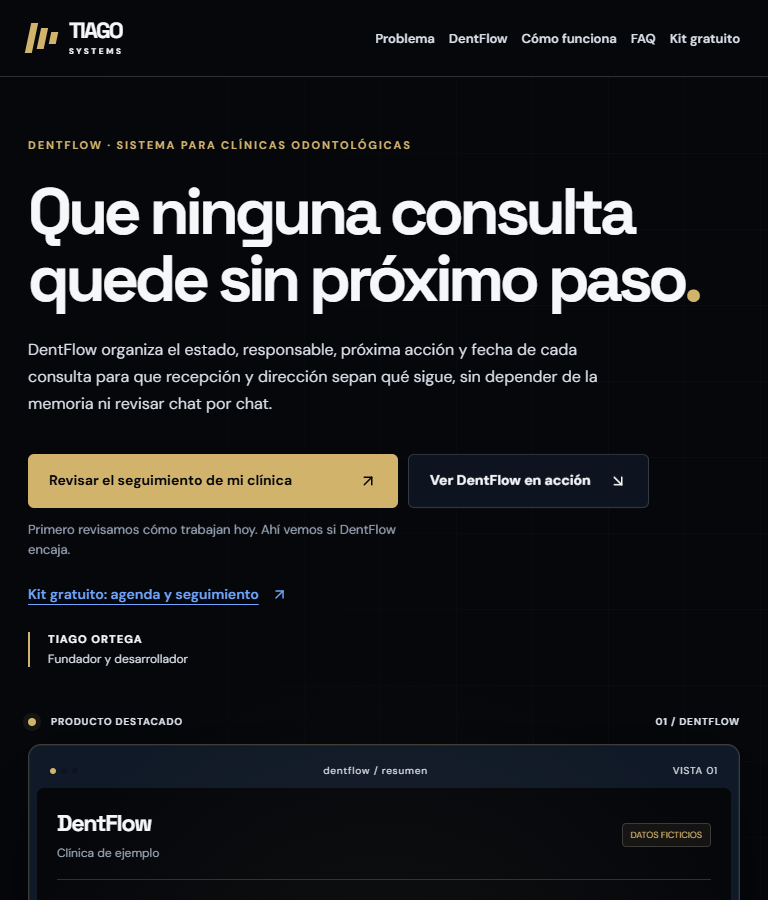 TIAGO
SYSTEMS
Problema DentFlow Cómo funciona FAQ Kit gratuito
DENTFLOW · SISTEMA PARA CLÍNICAS ODONTOLÓGICAS
Que ninguna consulta
quede sin próximo paso.
DentFlow organiza el estado, responsable, próxima acción y fecha de cada
consulta para que recepción y dirección sepan qué sigue, sin depender de la
memoria ni revisar chat por chat.
Revisar el seguimiento de mi clínica
Ver DentFlow en acción
Primero revisamos cómo trabajan hoy. Ahí vemos si DentFlow
encaja.
Kit gratuito: agenda y seguimiento
TIAGO ORTEGA
Fundador y desarrollador
PRODUCTO DESTACADO 01 / DENTFLOW
dentflow / resumen VISTA 01
DentFlow
Clínica de ejemplo
DATOS FICTICIOS